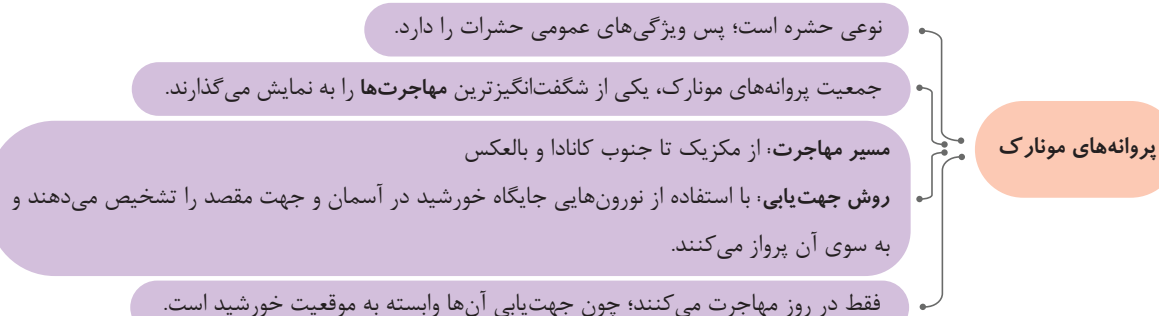 پروانه‌های مونارک
نوعی حشره است؛ پس ویژگی‌های عمومی حشرات را دارد.
جمعیت پروانه‌های مونارک، یکی از شگفت‌انگیزترین مهاجرت‌ها را به نمایش می‌گذارند.
مسیر مهاجرت: از مکزیک تا جنوب کانادا و بالعکس
روش جهت‌یابی: با استفاده از نورون‌هایی جایگاه خورشید در آسمان و جهت مقصد را تشخیص می‌دهند و
به سوی آن پرواز می‌کنند.
فقط در روز مهاجرت می‌کنند؛ چون جهت‌یابی آن‌ها وابسته به موقعیت خورشید است.